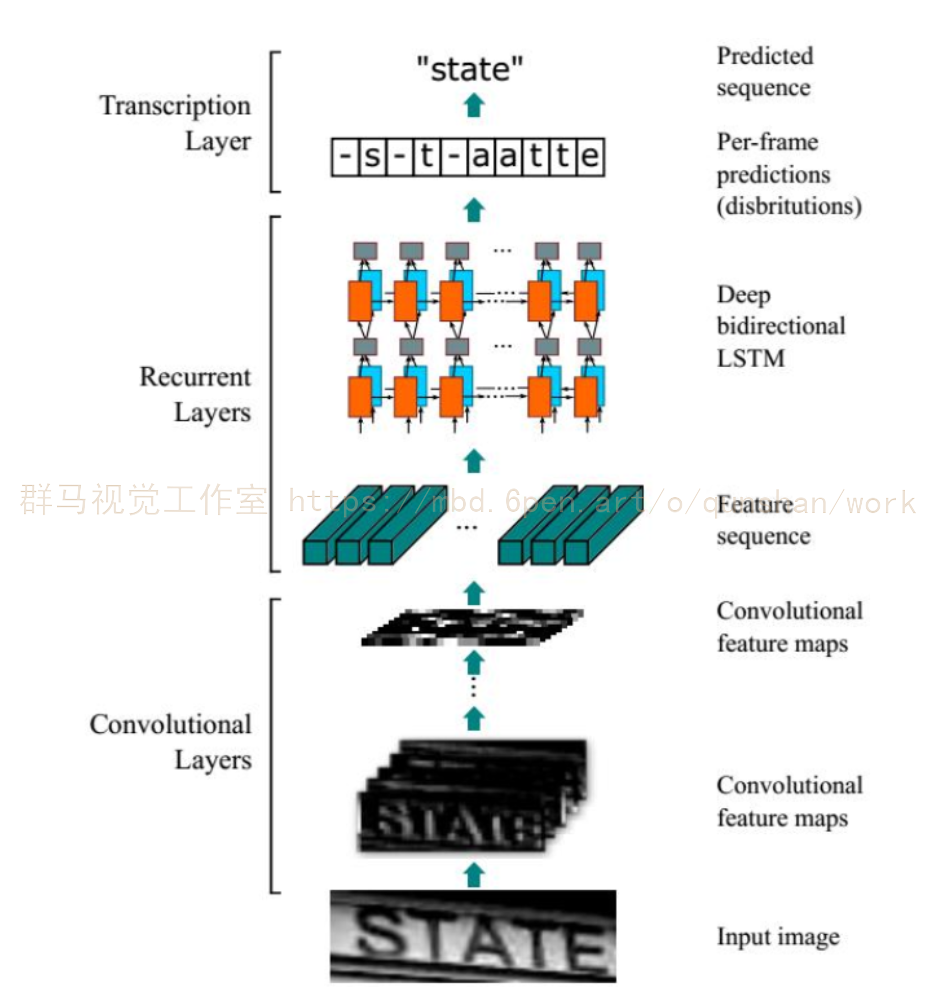 "state"
Predicted
sequence
Transcription
Layer
-s-t-aatte
Per-frame
predictions
(disbritutions)
...
Deep
bidirectional
LSTM
...
Recurrent
Layers
群马视觉工作室 https://mbd.6pen.art/o/qunshan/work
Feature
sequence
...
Convolutional
feature maps
Convolutional
Layers
STATE
Convolutional
feature maps
STATE
Input image